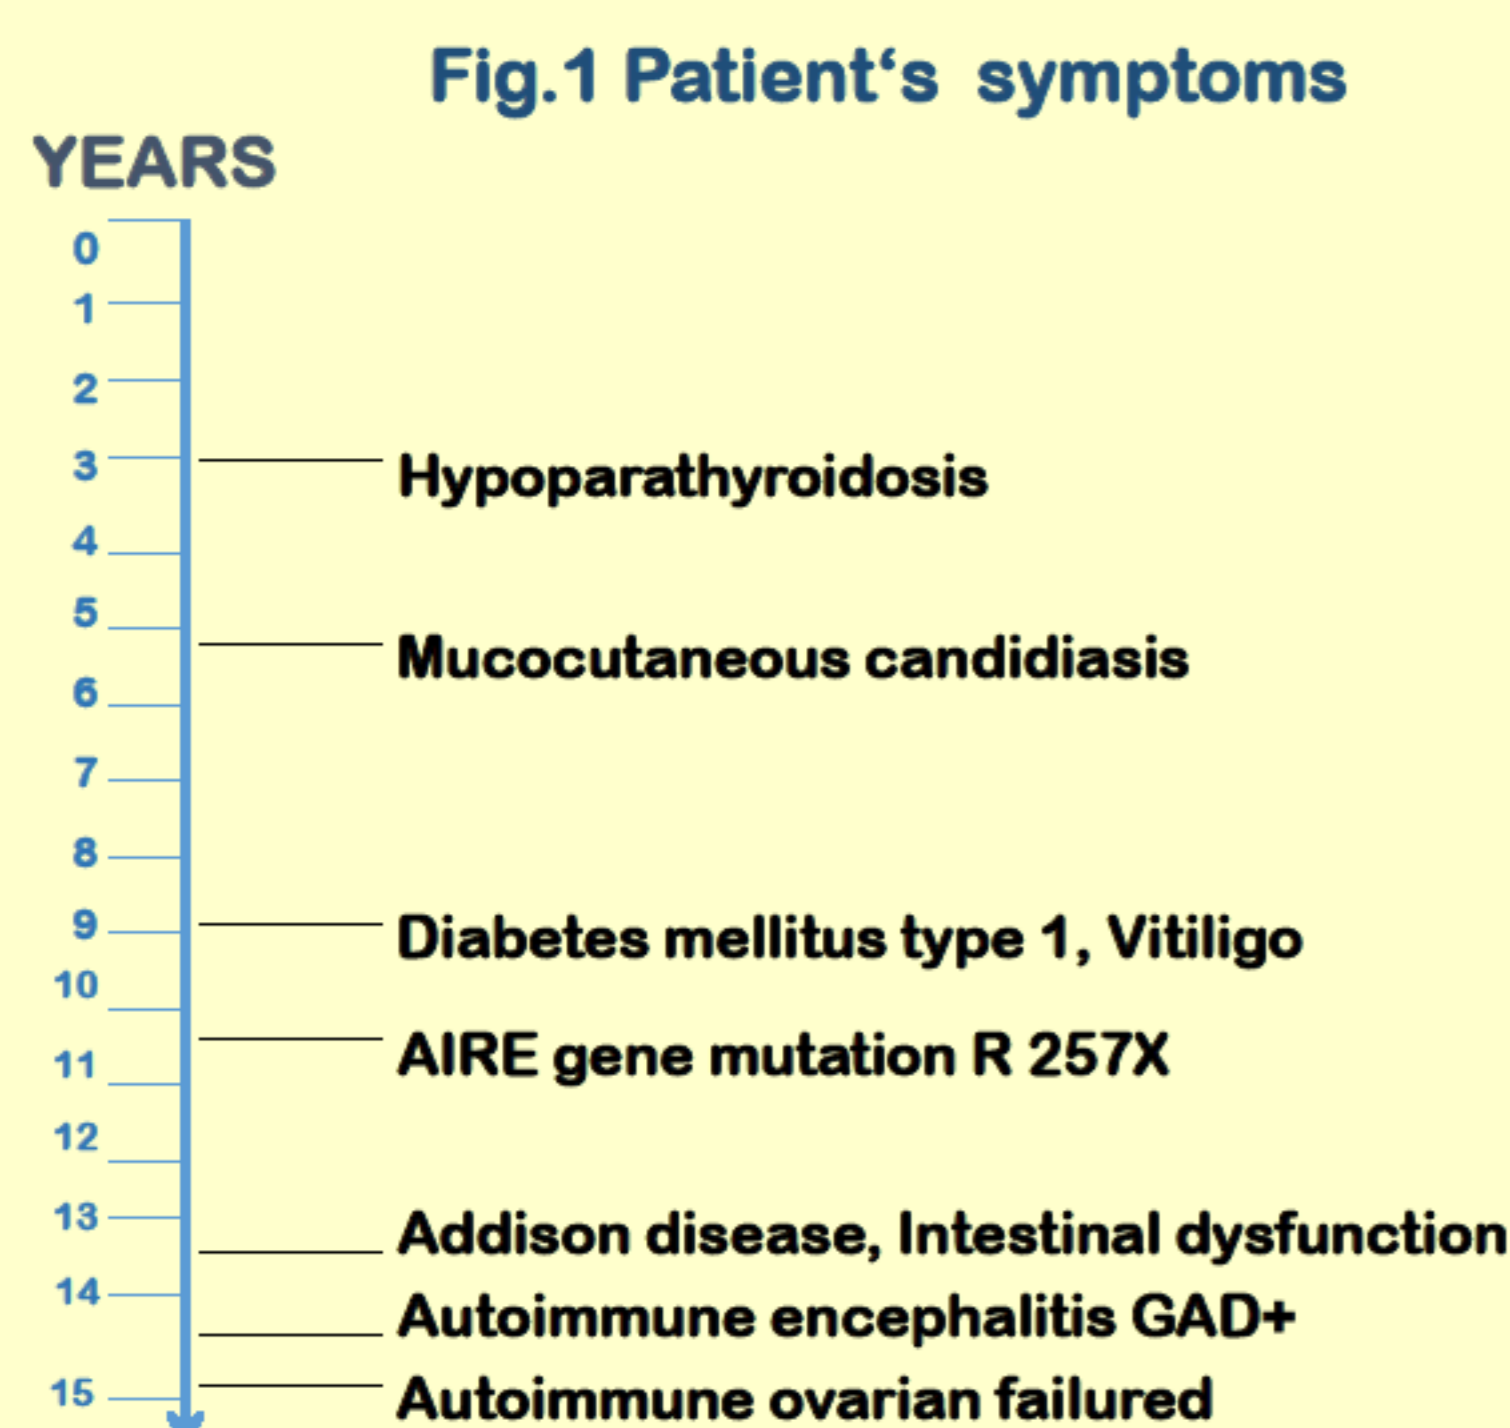 Fig.1 Patient‘s symptoms
YEARS
0
1
2
3
Hypoparathyroidosis
4
5
Mucocutaneous candidiasis
6
7
8
9
Diabetes mellitus type 1, Vitiligo
10
AIRE gene mutation R 257X
11
12
13
Addison disease, Intestinal dysfunction
14
Autoimmune encephalitis GAD+
15
Autoimmune ovarian failured